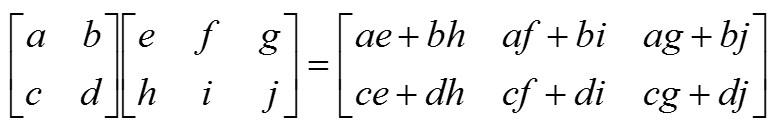 [a b][e f g] = [ae + bh af + bi ag + bj]
[c d][h i j] [ce + dh cf + di cg + dj]